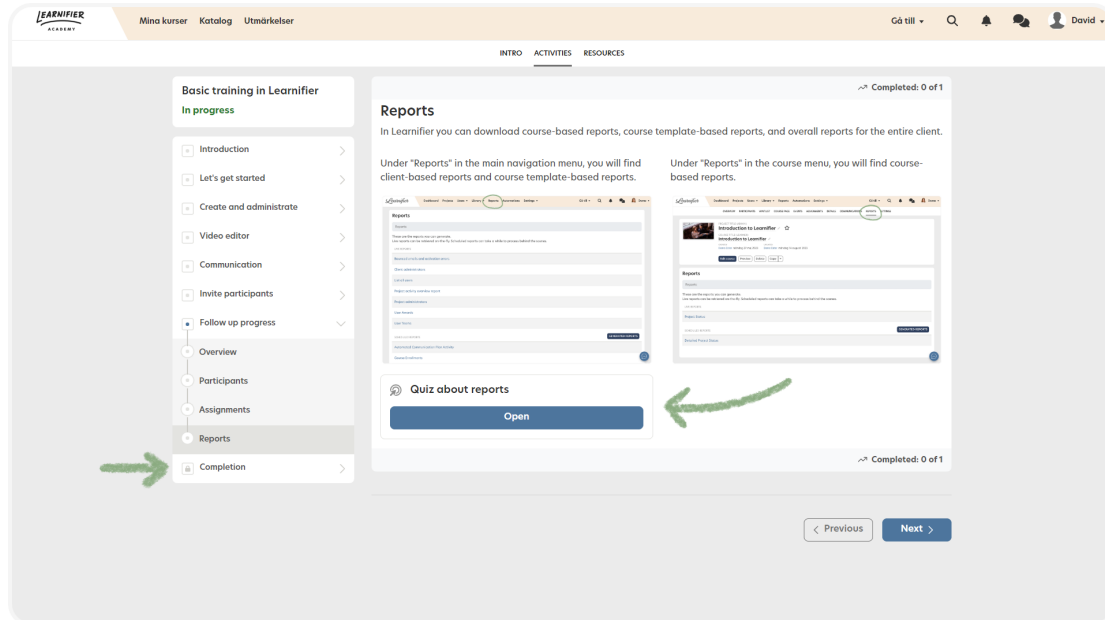 LEARNIFIER
ACADEMY
Mina kurser Katalog Utmärkelser
Gå till
David
INTRO ACTIVITIES RESOURCES
Basic training in Learnifier
In progress
Introduction
Let's get started
Create and administrate
Video editor
Communication
Invite participants
Follow up progress
Overview
Participants
Assignments
Reports
Completion
Completed: 0 of 1
Reports
In Learnifier you can download course-based reports, course template-based reports, and overall reports for the entire client.
Under "Reports" in the main navigation menu, you will find
client-based reports and course template-based reports.
Under "Reports" in the course menu, you will find course-
based reports.
Learnifier
Reports
Learnifier
Introduction to Learnifier
Introduction to Learnifier
Reports
Quiz about reports
Open
Completed: 0 of 1
Previous
Next